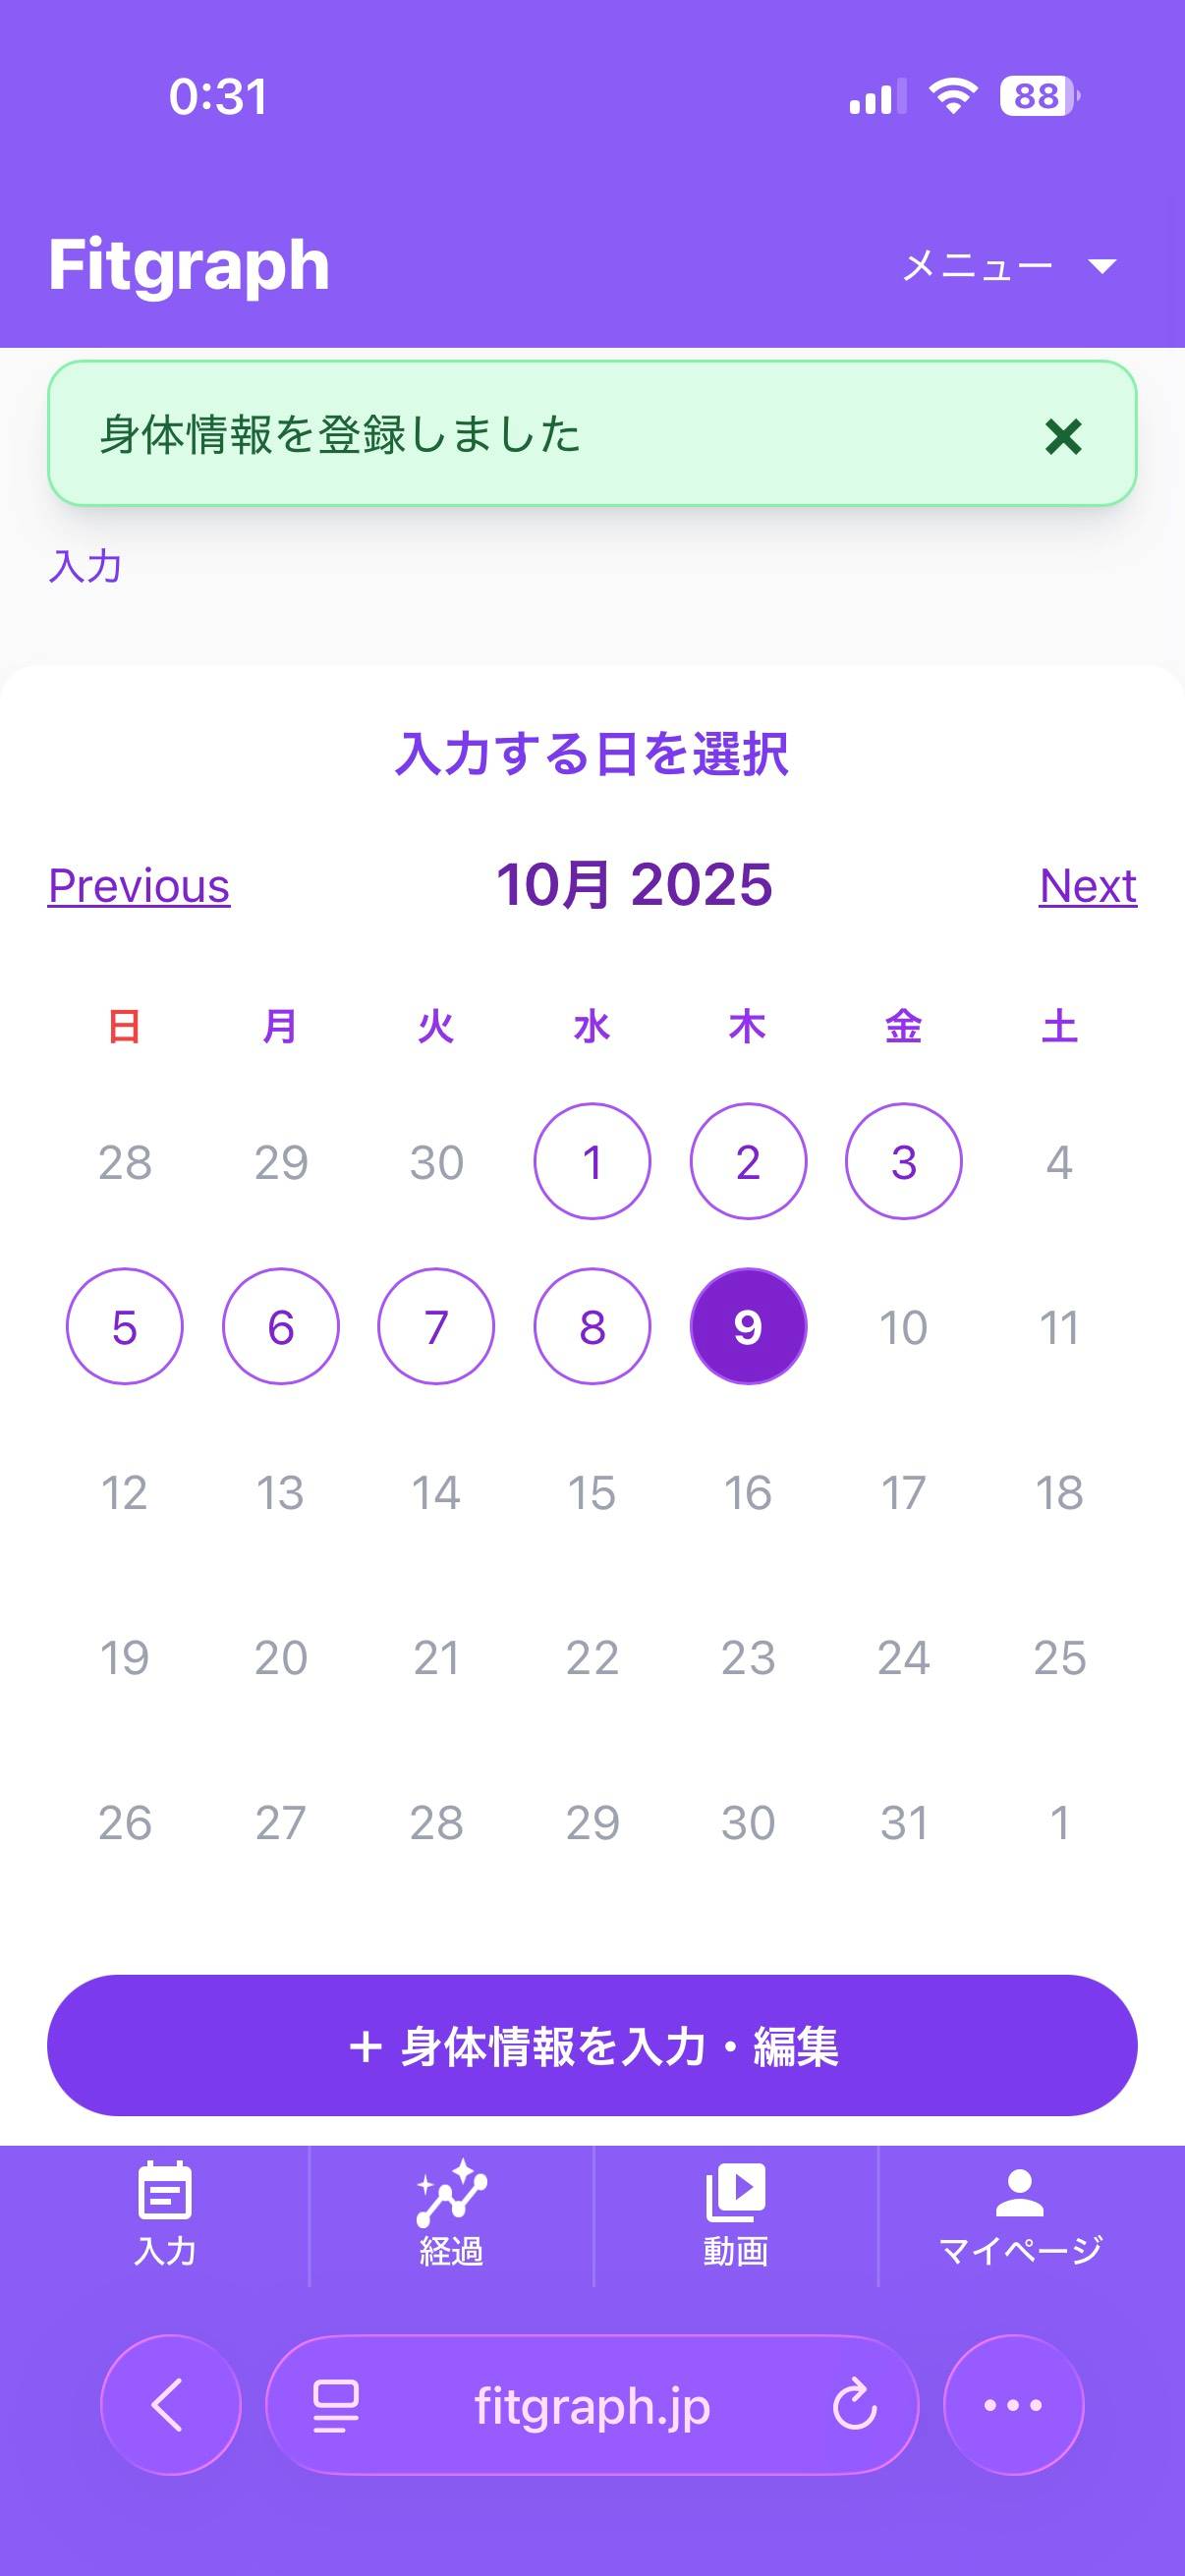 0:31 88
Fitgraph メニュー
身体情報を登録しました ×
入力
入力する日を選択
Previous 10月 2025 Next
日 月 火 水 木 金 土
28 29 30 1 2 3 4
5 6 7 8 9 10 11
12 13 14 15 16 17 18
19 20 21 22 23 24 25
26 27 28 29 30 31 1
+ 身体情報を入力・編集
入力 経過 動画 マイページ
fitgraph.jp